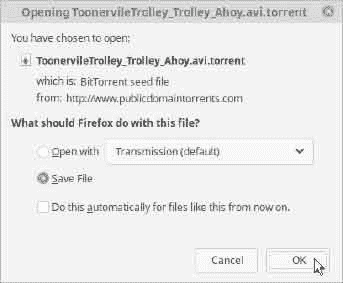 Opening ToonervileTrolley_Trolley_Ahoy.avi.torrent
You have chosen to open:
ToonervileTrolley_Trolley_Ahoy.avi.torrent
which is: BitTorrent seed file
from: http://www.publicdomaintorrents.com
What should Firefox do with this file?
Open with Transmission (default)
Save File
Do this automatically for files like this from now on.
Cancel OK